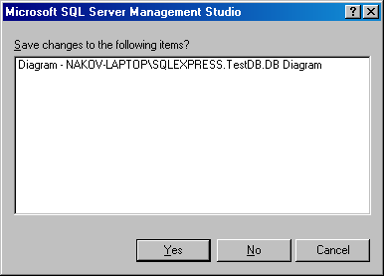 Microsoft SQL Server Management Studio
Save changes to the following items?
Diagram - NAKOV-LAPTOP\SQLEXPRESS.TestDB.DB Diagram
Yes No Cancel